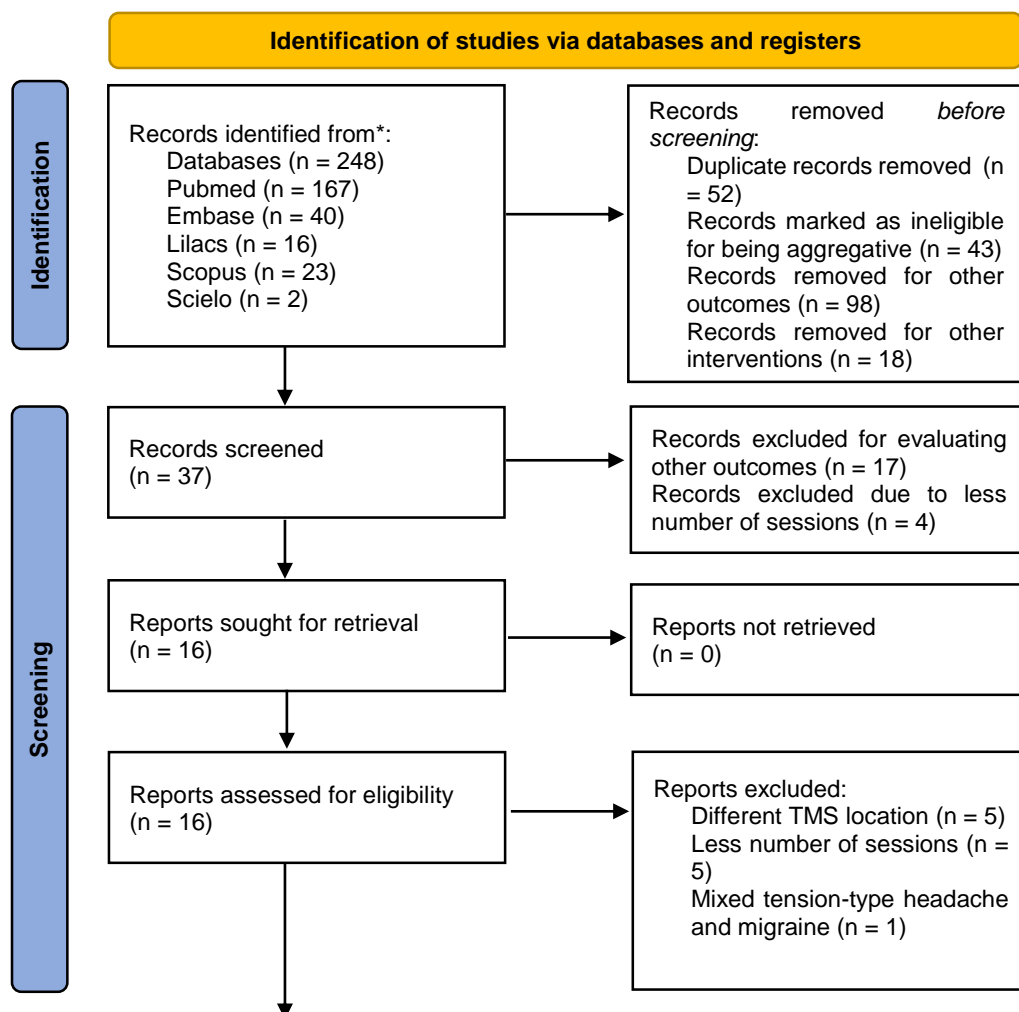 Identification of studies via databases and registers
Identification
Records identified from*:
Databases (n = 248)
Pubmed (n = 167)
Embase (n = 40)
Lilacs (n = 16)
Scopus (n = 23)
Scielo (n = 2)
Records removed before
screening:
Duplicate records removed (n
= 52)
Records marked as ineligible
for being aggregative (n = 43)
Records removed for other
outcomes (n = 98)
Records removed for other
interventions (n = 18)
Screening
Records screened
(n = 37)
Records excluded for evaluating
other outcomes (n = 17)
Records excluded due to less
number of sessions (n = 4)
Reports sought for retrieval
(n = 16)
Reports not retrieved
(n = 0)
Reports assessed for eligibility
(n = 16)
Reports excluded:
Different TMS location (n = 5)
Less number of sessions (n =
5)
Mixed tension-type headache
and migraine (n = 1)